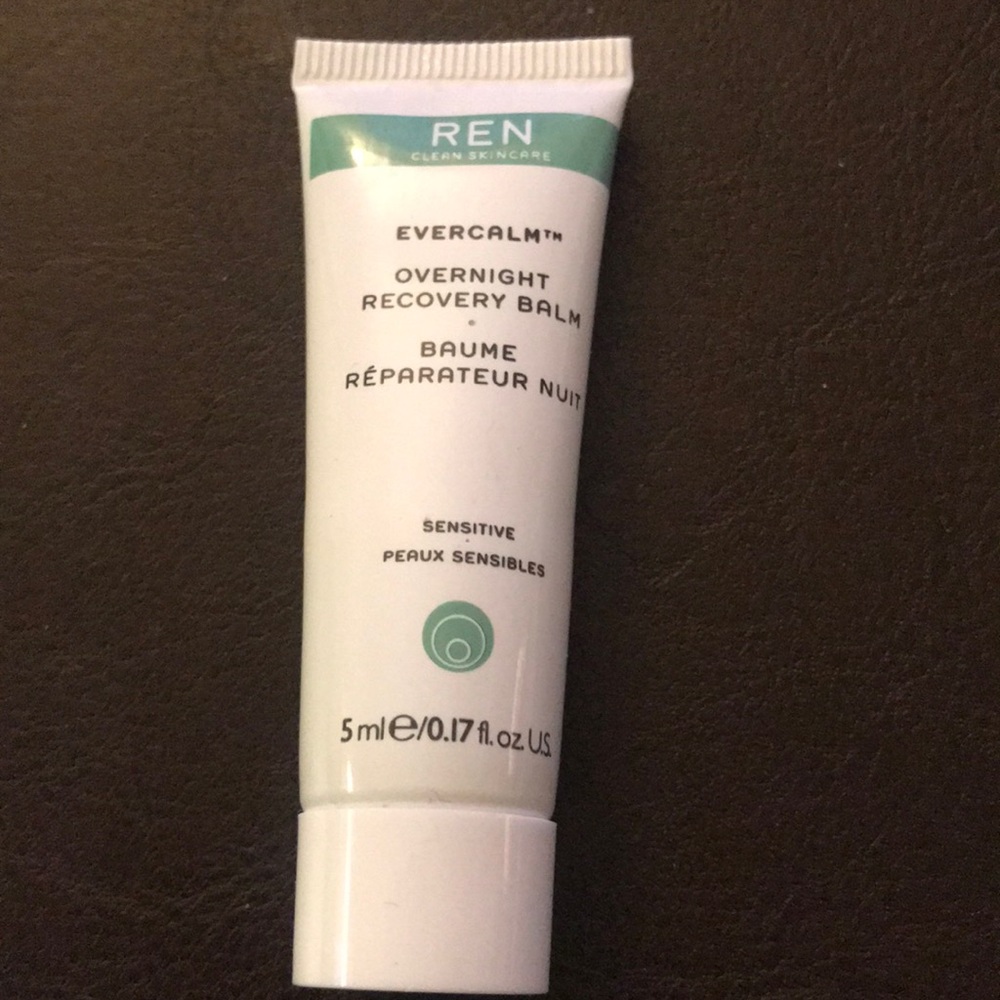 REN
CLEAN SKINCARE
EVERCALM™
OVERNIGHT
RECOVERY BALM
BAUME
RÉPARATEUR NUIT
SENSITIVE
PEAUX SENSIBLES
5 ml℮/0.17 fl. oz. U.S.